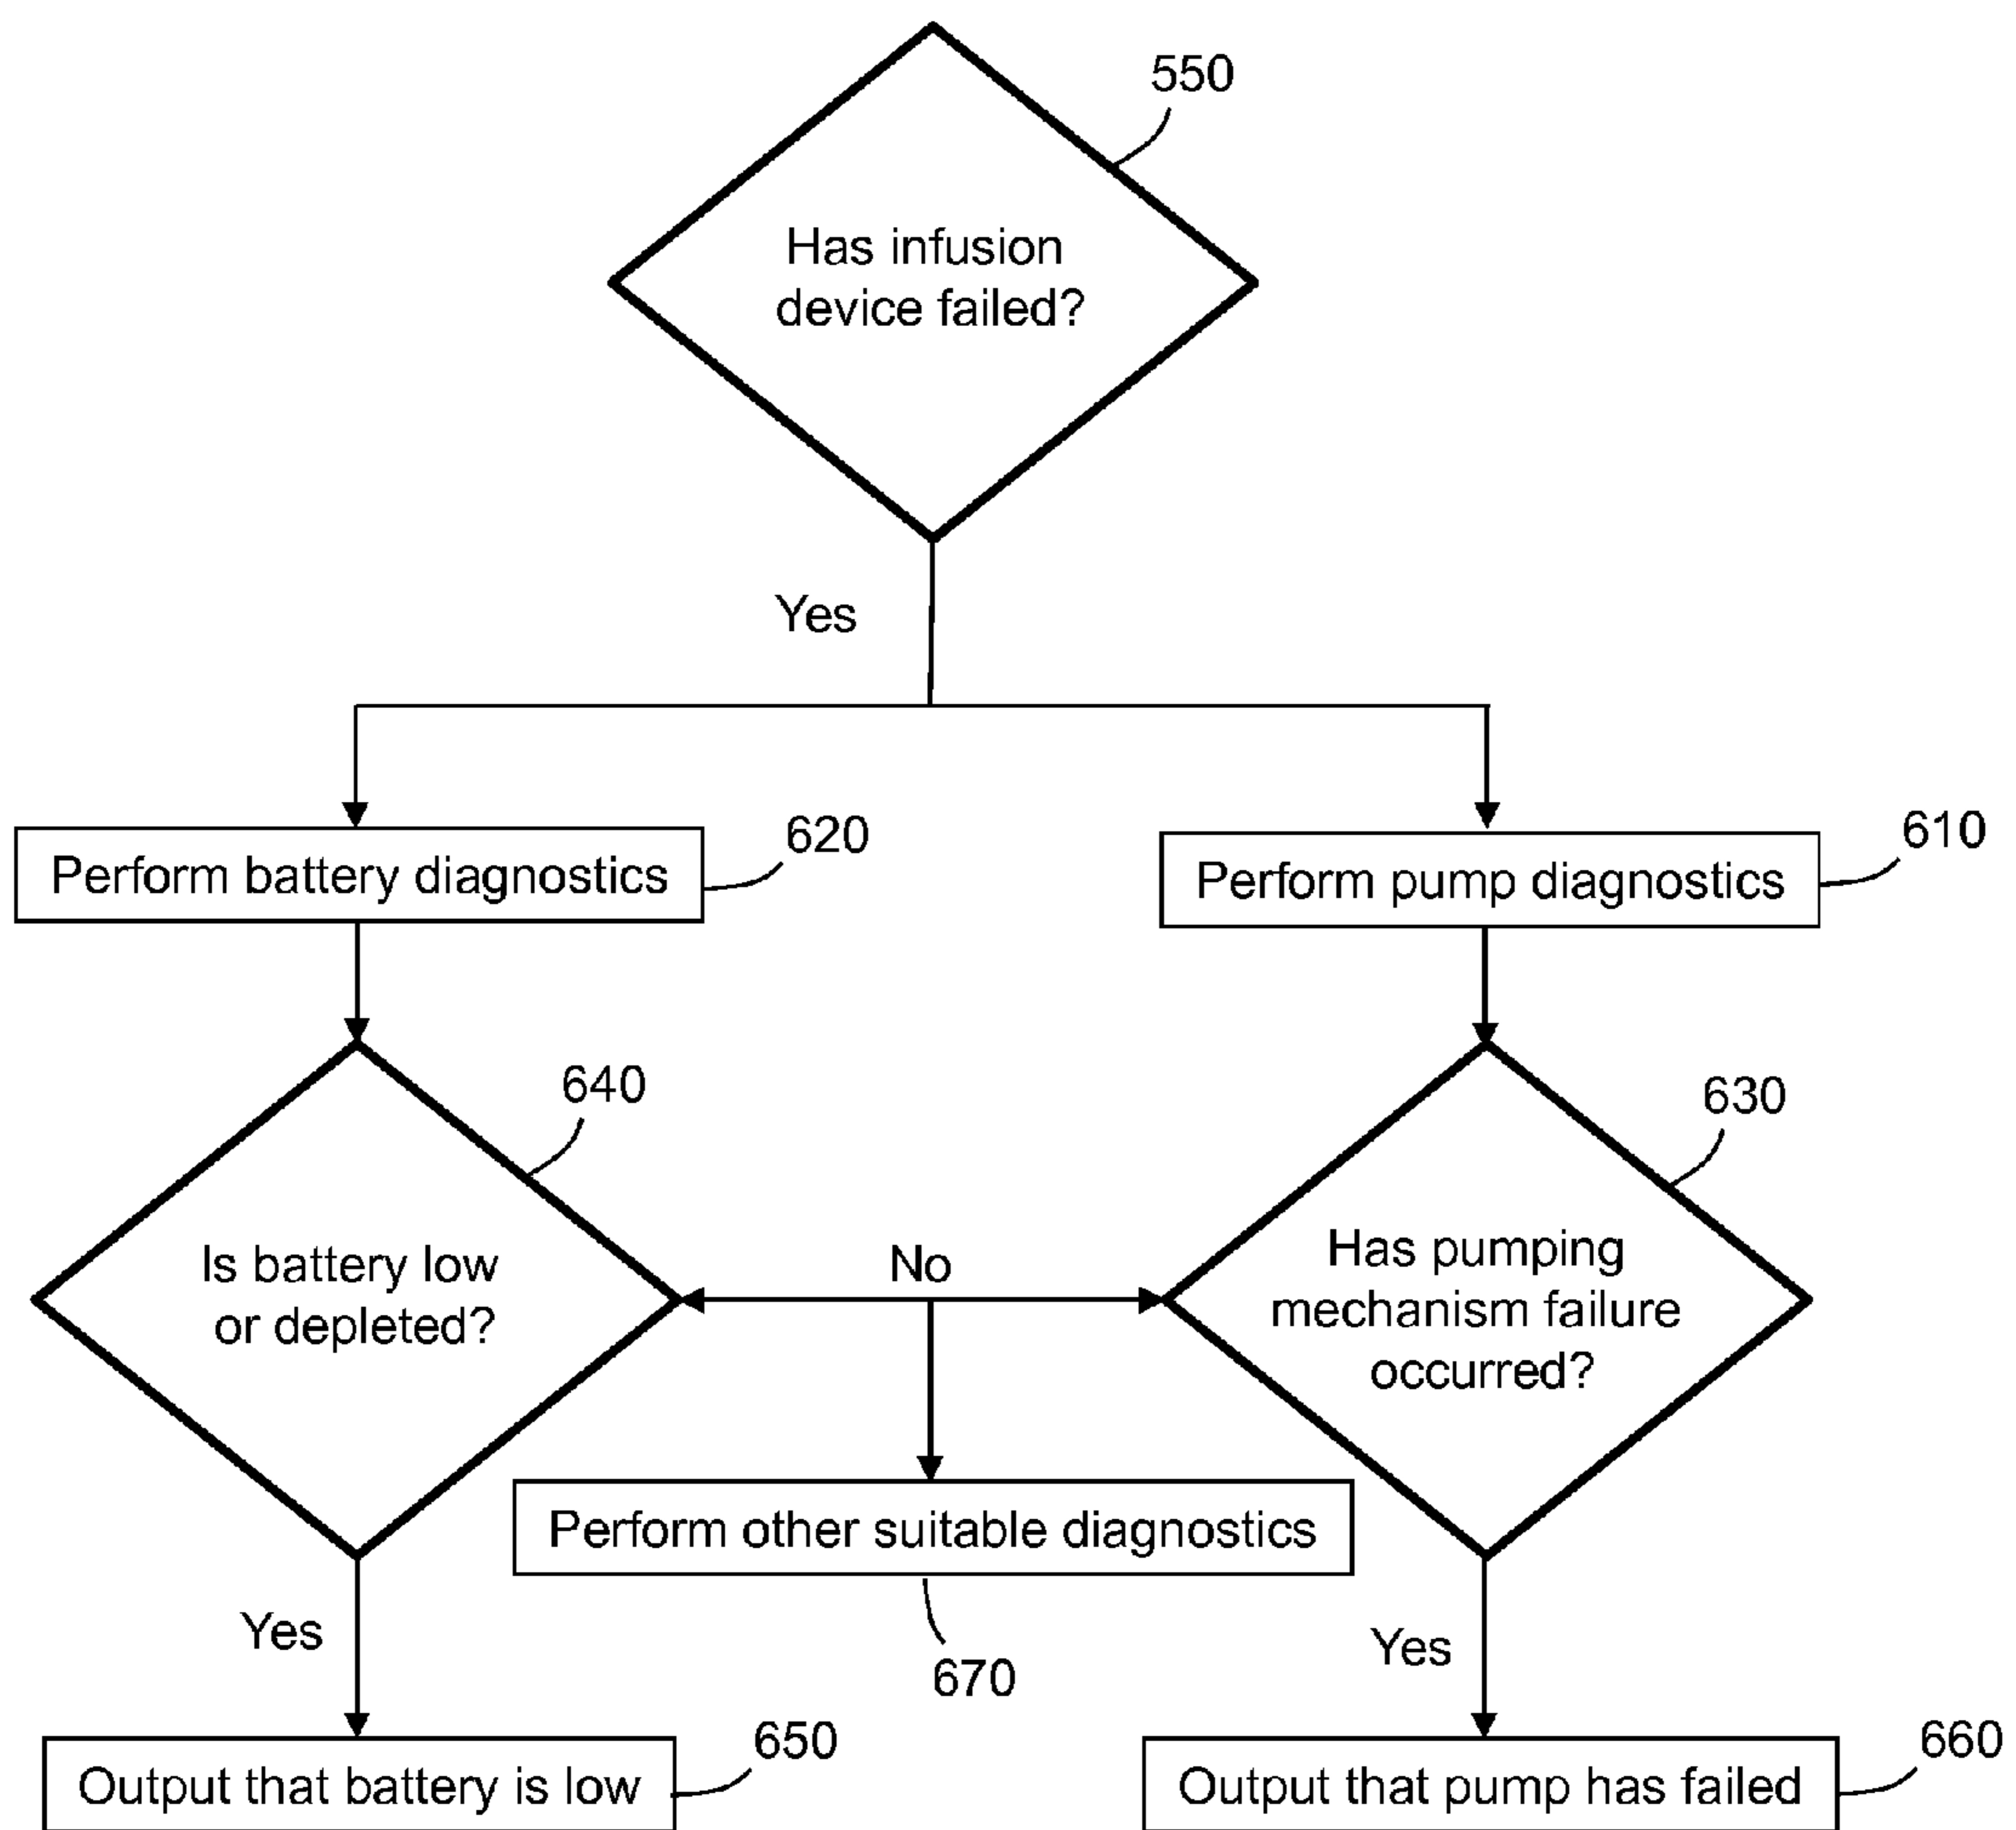 550
Has infusion
device failed?
Yes
620
Perform battery diagnostics
610
Perform pump diagnostics
640
Is battery low
or depleted?
No
630
Has pumping
mechanism failure
occurred?
Perform other suitable diagnostics
670
Yes
Yes
650
Output that battery is low
660
Output that pump has failed